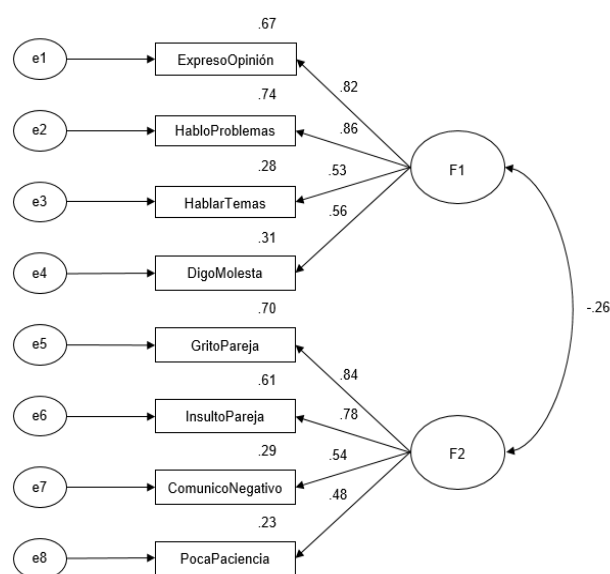 .67
e1 ExpresoOpinión
.82
.74
e2 HabloProblemas .86
.28
.53 F1
e3 HablarTemas
.56
.31
e4 DigoMolesta
-.26
.70
e5 GritoPareja
.84
.61
e6 InsultoPareja .78
.29 .54 F2
e7 ComunicoNegativo
.48
.23
e8 PocaPaciencia